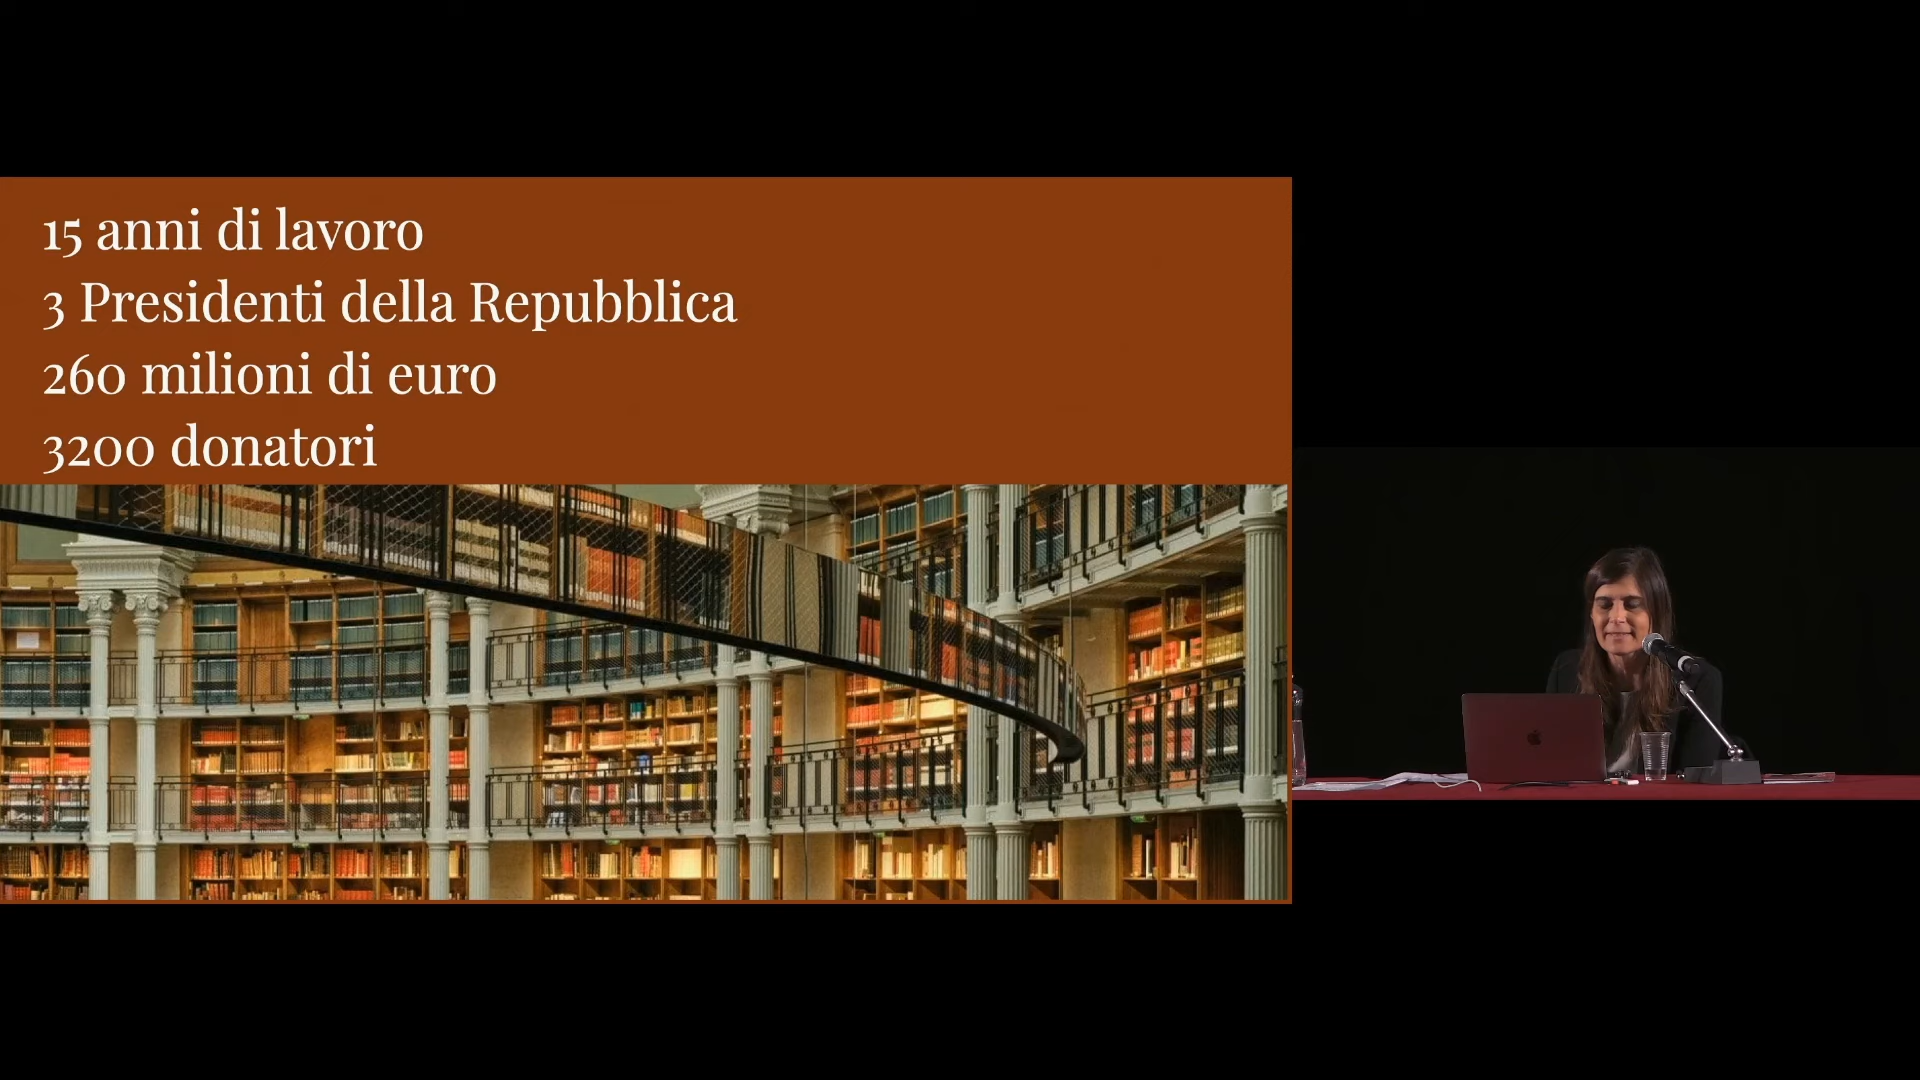 15 anni di lavoro
3 Presidenti della Repubblica
260 milioni di euro
3200 donatori